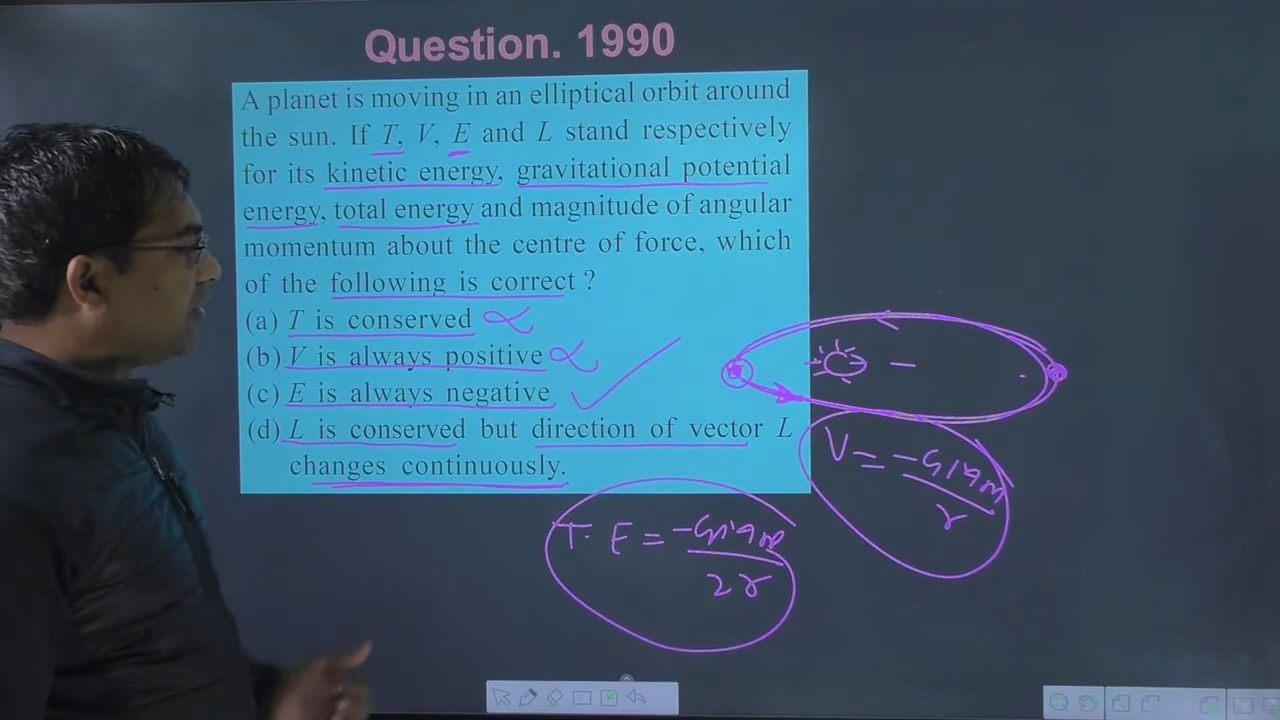 Question. 1990
A planet is moving in an elliptical orbit around
the sun. If T, V, E and L stand respectively
for its kinetic energy, gravitational potential
energy, total energy and magnitude of angular
momentum about the centre of force, which
of the following is correct ?
(a) T is conserved
(b) V is always positive
(c) E is always negative
(d) L is conserved but direction of vector L
changes continuously.
V = -GMm
r
T. E = -GMm
2r